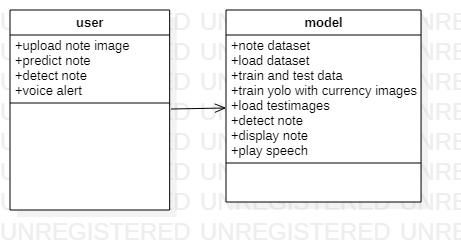 user
+upload note image
+predict note
+detect note
+voice alert
model
+note dataset
+load dataset
+train and test data
+train yolo with currency images
+load testimages
+detect note
+display note
+play speech
UNREGISTERED UNREGISTERED